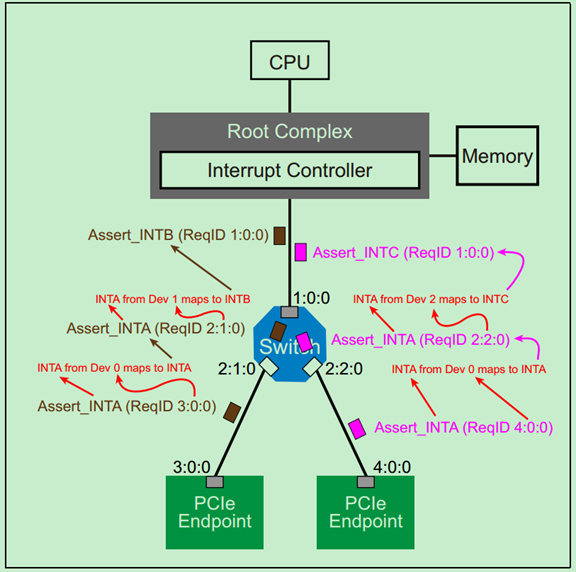 CPU
Root Complex
Interrupt Controller
Memory
Assert_INTB (ReqID 1:0:0)
Assert_INTC (ReqID 1:0:0)
INTA from Dev 1 maps to INTB
1:0:0
INTA from Dev 2 maps to INTC
Assert_INTA (ReqID 2:1:0)
Switch
Assert_INTA (ReqID 2:2:0)
INTA from Dev 0 maps to INTA
2:1:0
2:2:0
INTA from Dev 0 maps to INTA
Assert_INTA (ReqID 3:0:0)
Assert_INTA (ReqID 4:0:0)
3:0:0
4:0:0
PCIe
Endpoint
PCIe
Endpoint